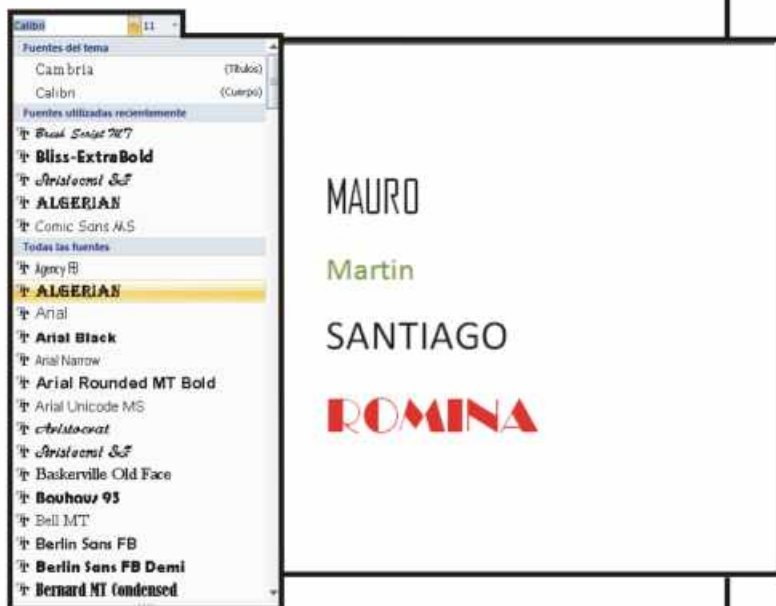 Calibri 11
Fuentes del tema
Cambria (Títulos)
Calibri (Cuerpo)
Fuentes utilizadas recientemente
Brush Script MT
Bliss-ExtraBold
Aristocrat SF
ALGERIAN
Comic Sans MS
Todas las fuentes
Agency FB
ALGERIAN
Arial
Arial Black
Arial Narrow
Arial Rounded MT Bold
Arial Unicode MS
Aristocrat
Aristocrat SF
Baskerville Old Face
Bauhaus 93
Bell MT
Berlin Sans FB
Berlin Sans FB Demi
Bernard MT Condensed
MAURO
Martin
SANTIAGO
ROMINA